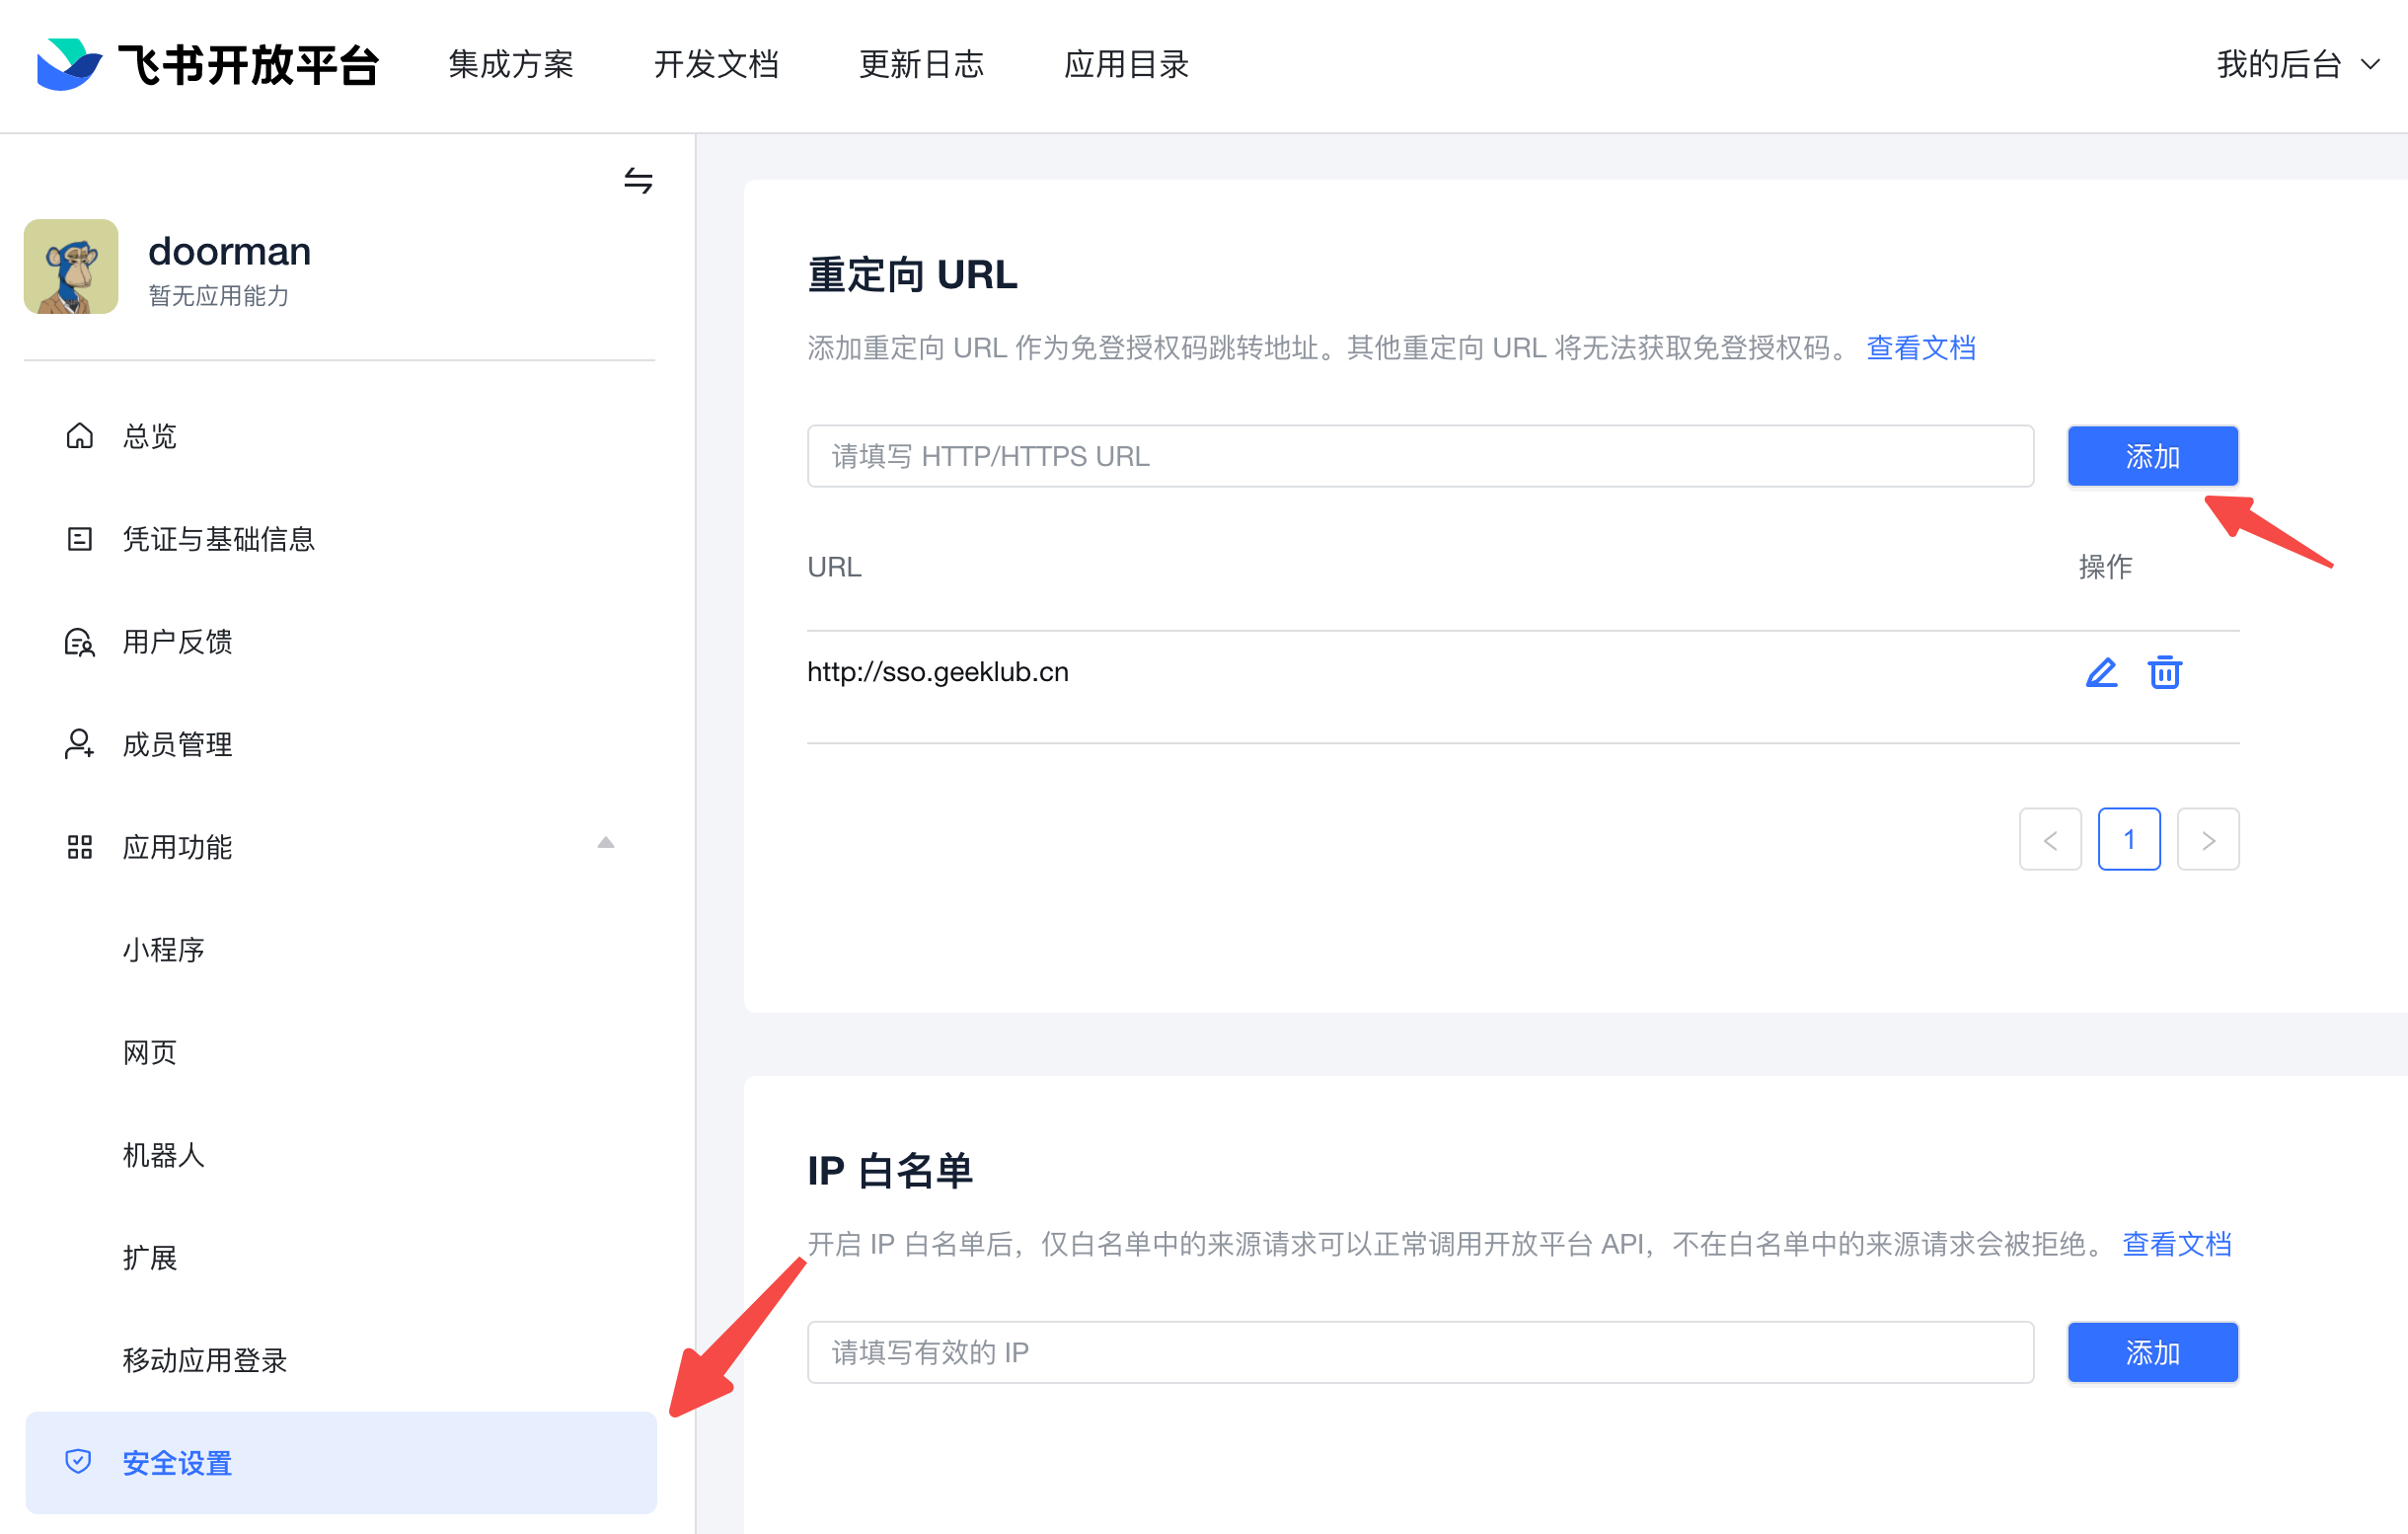 飞书开放平台 集成方案 开发文档 更新日志 应用目录 我的后台
doorman
暂无应用能力
总览
凭证与基础信息
用户反馈
成员管理
应用功能
小程序
网页
机器人
扩展
移动应用登录
安全设置
重定向 URL
添加重定向 URL 作为免登授权码跳转地址。其他重定向 URL 将无法获取免登授权码。 查看文档
请填写 HTTP/HTTPS URL 添加
URL 操作
http://sso.geeklub.cn
1
IP 白名单
开启 IP 白名单后，仅白名单中的来源请求可以正常调用开放平台 API，不在白名单中的来源请求会被拒绝。 查看文档
请填写有效的 IP 添加